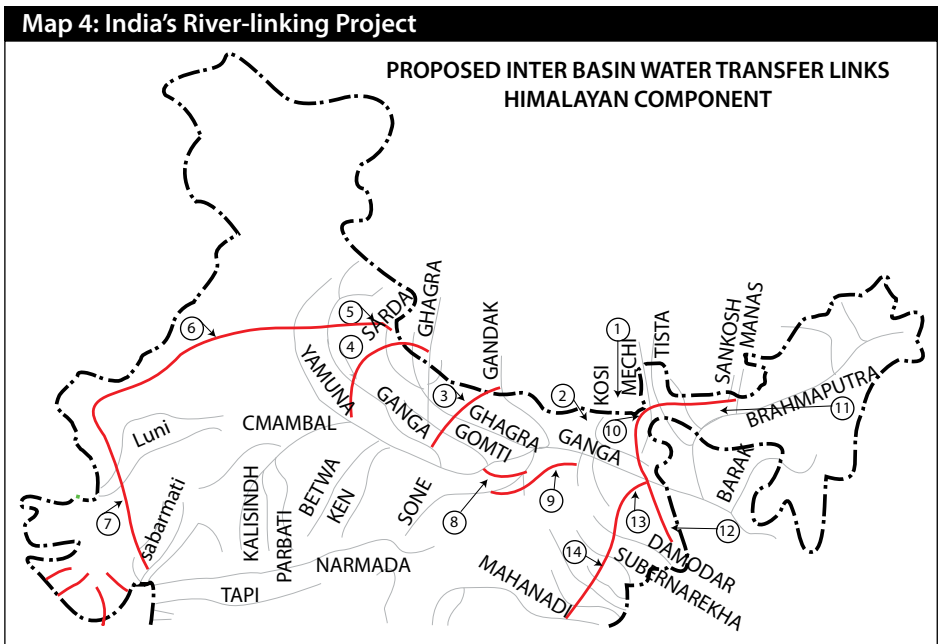 Map 4: India's River-linking Project
PROPOSED INTER BASIN WATER TRANSFER LINKS
HIMALAYAN COMPONENT
6
5
4
SARDA
GHAGRA
YAMUNA
GANGA
3
GANDAK
GHAGRA
GOMTI
2
1
KOSI
MECHI
TISTA
SANKOSH
MANAS
10
GANGA
BRAHMAPUTRA
11
BARAK
Luni
CMAMBAL
7
sabarmati
KALISINDH
PARBATI
BETWA
KEN
SONE
8
9
13
12
14
DAMODAR
SUBERNAREKHA
MAHANADI
NARMADA
TAPI